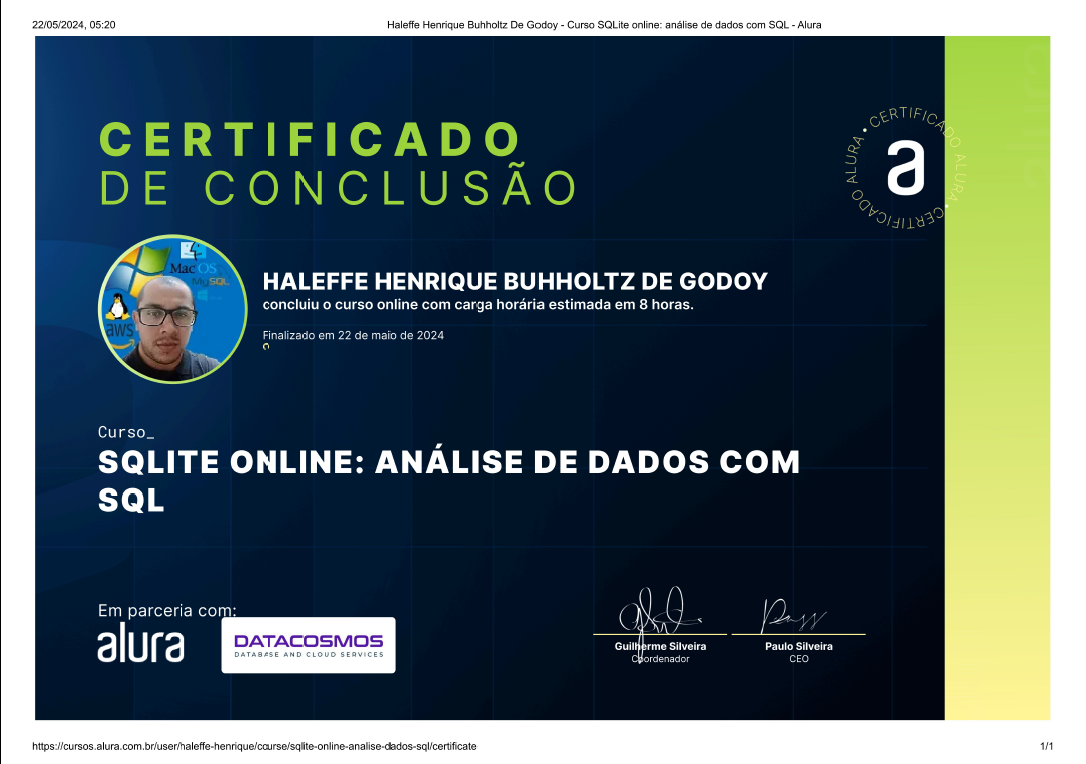 22/05/2024, 05:20
Haleffe Henrique Buhholtz De Godoy - Curso SQLite online: análise de dados com SQL - Alura
CERTIFICADO
DE CONCLUSÃO
CERTIFICADO ALURA • CERTIFICADO ALURA •
a
Mac OS
MySQL
aws
HALEFFE HENRIQUE BUHHOLTZ DE GODOY
concluiu o curso online com carga horária estimada em 8 horas.
Finalizado em 22 de maio de 2024
Curso_
SQLITE ONLINE: ANÁLISE DE DADOS COM
SQL
Em parceria com:
alura
DATACOSMOS
DATABASE AND CLOUD SERVICES
Guilherme Silveira
Coordenador
Paulo Silveira
CEO
https://cursos.alura.com.br/user/haleffe-henrique/course/sqlite-online-analise-dados-sql/certificate
1/1